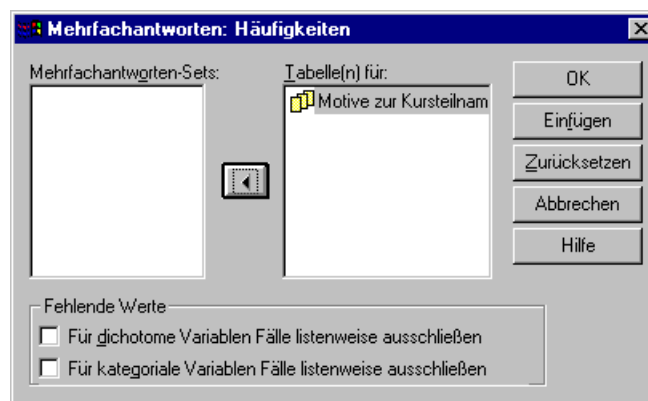 Mehrfachantworten: Häufigkeiten
Mehrfachantworten-Sets:
Tabelle(n) für:
Motive zur Kursteilnam
OK
Einfügen
Zurücksetzen
Abbrechen
Hilfe
Fehlende Werte
Für dichotome Variablen Fälle listenweise ausschließen
Für kategoriale Variablen Fälle listenweise ausschließen